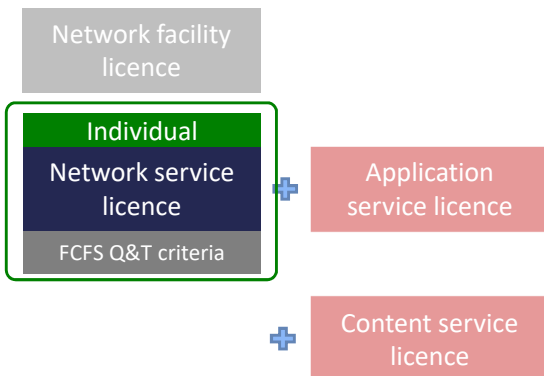 Network facility
licence
Individual
Network service
licence
FCFS Q&T criteria
Application
service licence
Content service
licence